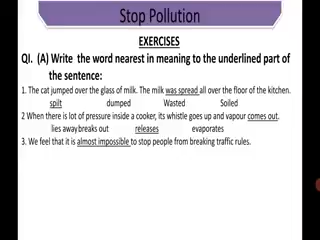 Stop Pollution
EXERCISES
QI. (A) Write the word nearest in meaning to the underlined part of
the sentence:
1. The cat jumped over the glass of milk. The milk was spread all over the floor of the kitchen.
spilt dumped Wasted Soiled
2 When there is lot of pressure inside a cooker, its whistle goes up and vapour comes out.
lies away breaks out releases evaporates
3. We feel that it is almost impossible to stop people from breaking traffic rules.